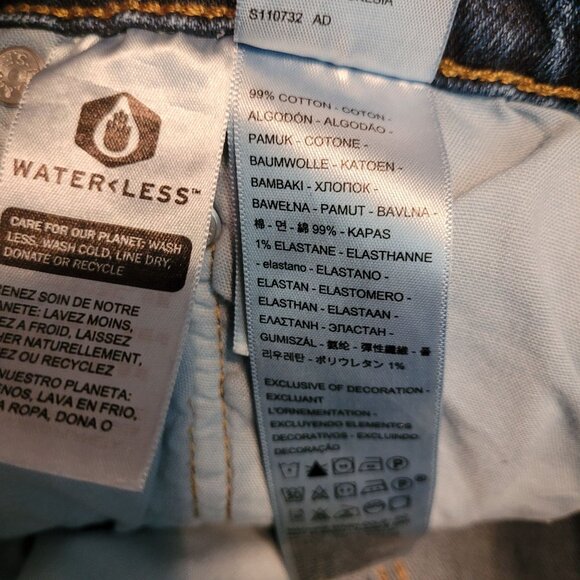 S110732 AD
WATER<LESS™
CARE FOR OUR PLANET: WASH
LESS, WASH COLD, LINE DRY,
DONATE OR RECYCLE
SOIN DE NOTRE
LAVEZ MOINS,
A FROID, LAISSEZ
NATURELLEMENT,
OU RECYCLEZ
NUESTRO PLANETA:
LAVA EN FRIO,
ROPA, DONA O
99% COTTON - COTON -
ALGODÓN - ALGODÃO -
PAMUK - COTONE -
BAUMWOLLE - KATOEN -
BAMBAKI - ХЛОПОК -
BAWEŁNA - PAMUT - BAVLNA -
棉 - 면 - 綿 99% - KAPAS
1% ELASTANE - ELASTHANNE
- elastano - ELASTANO -
ELASTAN - ELASTOMERO -
ELASTHAN - ELASTAAN -
ΕΛΑΣΤΑΝΗ - ЭЛАСТАН -
GUMISZÁL - 氨纶 - 彈性纖維 - 폴
리우레탄 - ポリウレタン 1%
EXCLUSIVE OF DECORATION -
EXCLUANT
L'ORNEMENTATION -
EXCLUYENDO ELEMENTOS
DECORATIVOS - EXCLUINDO
DECORAÇÃO